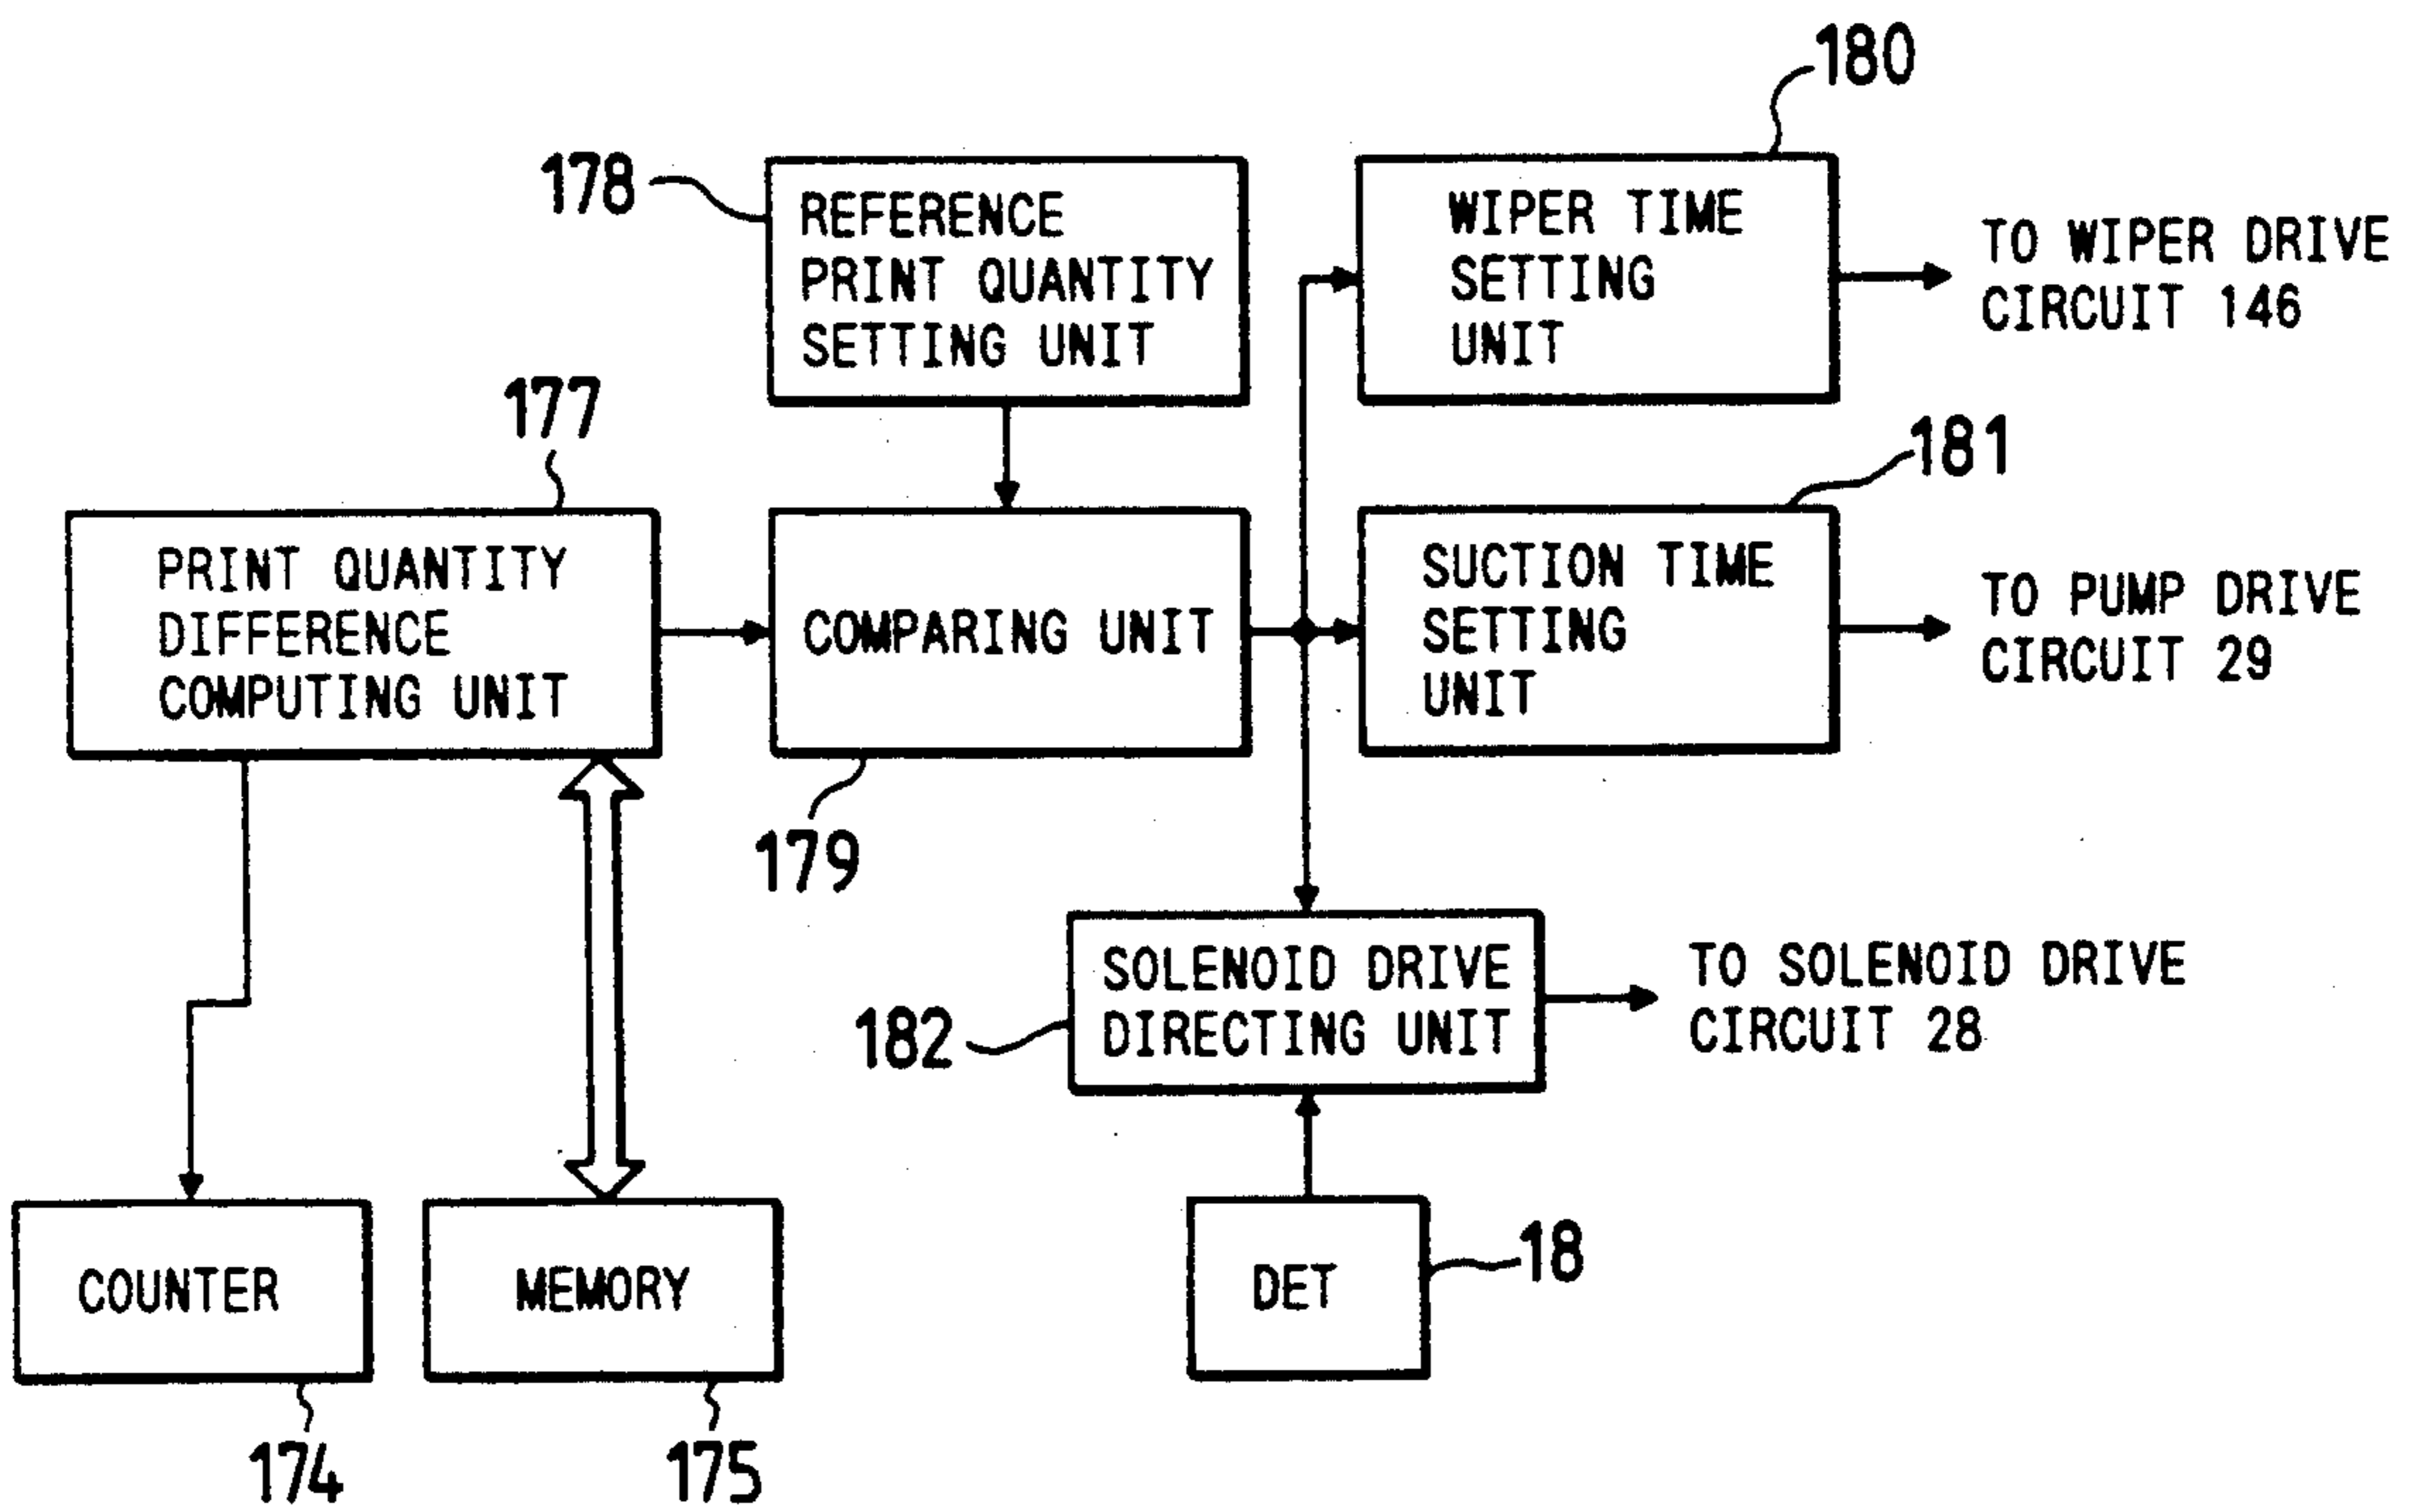 180
178
REFERENCE
PRINT QUANTITY
SETTING UNIT
WIPER TIME
SETTING
UNIT
TO WIPER DRIVE
CIRCUIT 146
177
181
PRINT QUANTITY
DIFFERENCE
COMPUTING UNIT
COMPARING UNIT
SUCTION TIME
SETTING
UNIT
TO PUMP DRIVE
CIRCUIT 29
179
182
SOLENOID DRIVE
DIRECTING UNIT
TO SOLENOID DRIVE
CIRCUIT 28
COUNTER
MEMORY
DET
18
174
175